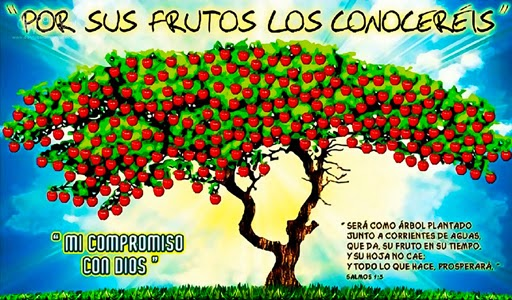 "POR SUS FRUTOS LOS CONOCERÉIS"
" MI COMPROMISO
CON DIOS "
" SERÁ COMO ÁRBOL PLANTADO
JUNTO A CORRIENTES DE AGUAS,
QUE DA, SU FRUTO EN SU TIEMPO,
Y SU HOJA NO CAE;
Y TODO LO QUE HACE, PROSPERARÁ. "
SALMOS 1:3